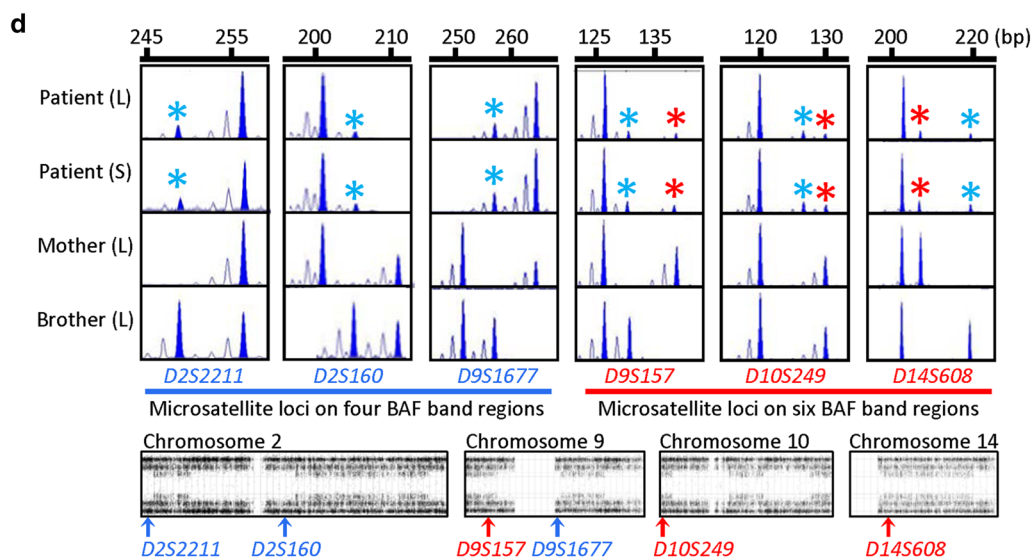 d
245 255 200 210 250 260 125 135 120 130 200 220 (bp)
Patient (L)
Patient (S)
Mother (L)
Brother (L)
D2S2211 D2S160 D9S1677 D9S157 D10S249 D14S608
Microsatellite loci on four BAF band regions Microsatellite loci on six BAF band regions
Chromosome 2 Chromosome 9 Chromosome 10 Chromosome 14
D2S2211 D2S160 D9S157 D9S1677 D10S249 D14S608